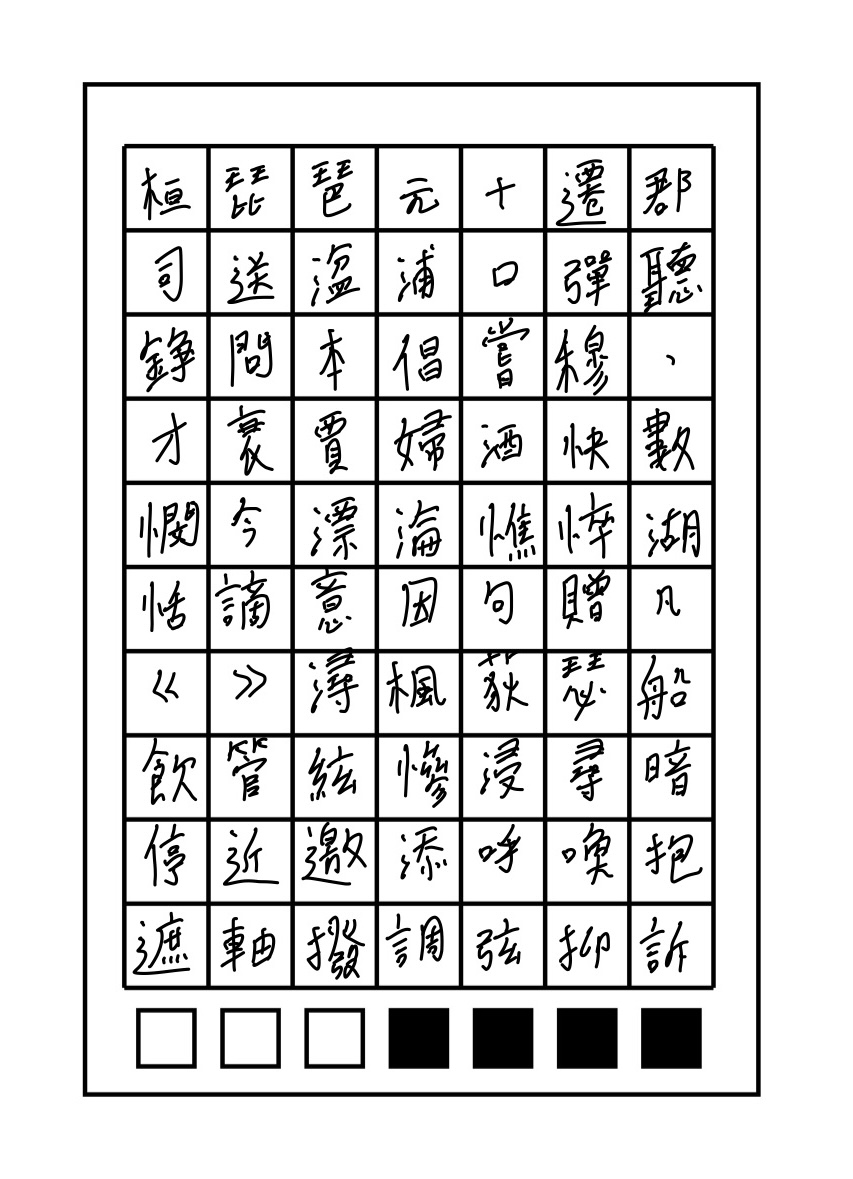 桓琵琶元十遷郡
司送湓浦口彈聽
錚問本倡嘗穆、
才衰賈婦酒快數
憫今漂淪憔悴湖
恬謫意因句贈凡
《》潯楓荻瑟船
飲管絃慘浸尋暗
停近邀添呼喚抱
遮軸撥調弦抑訴